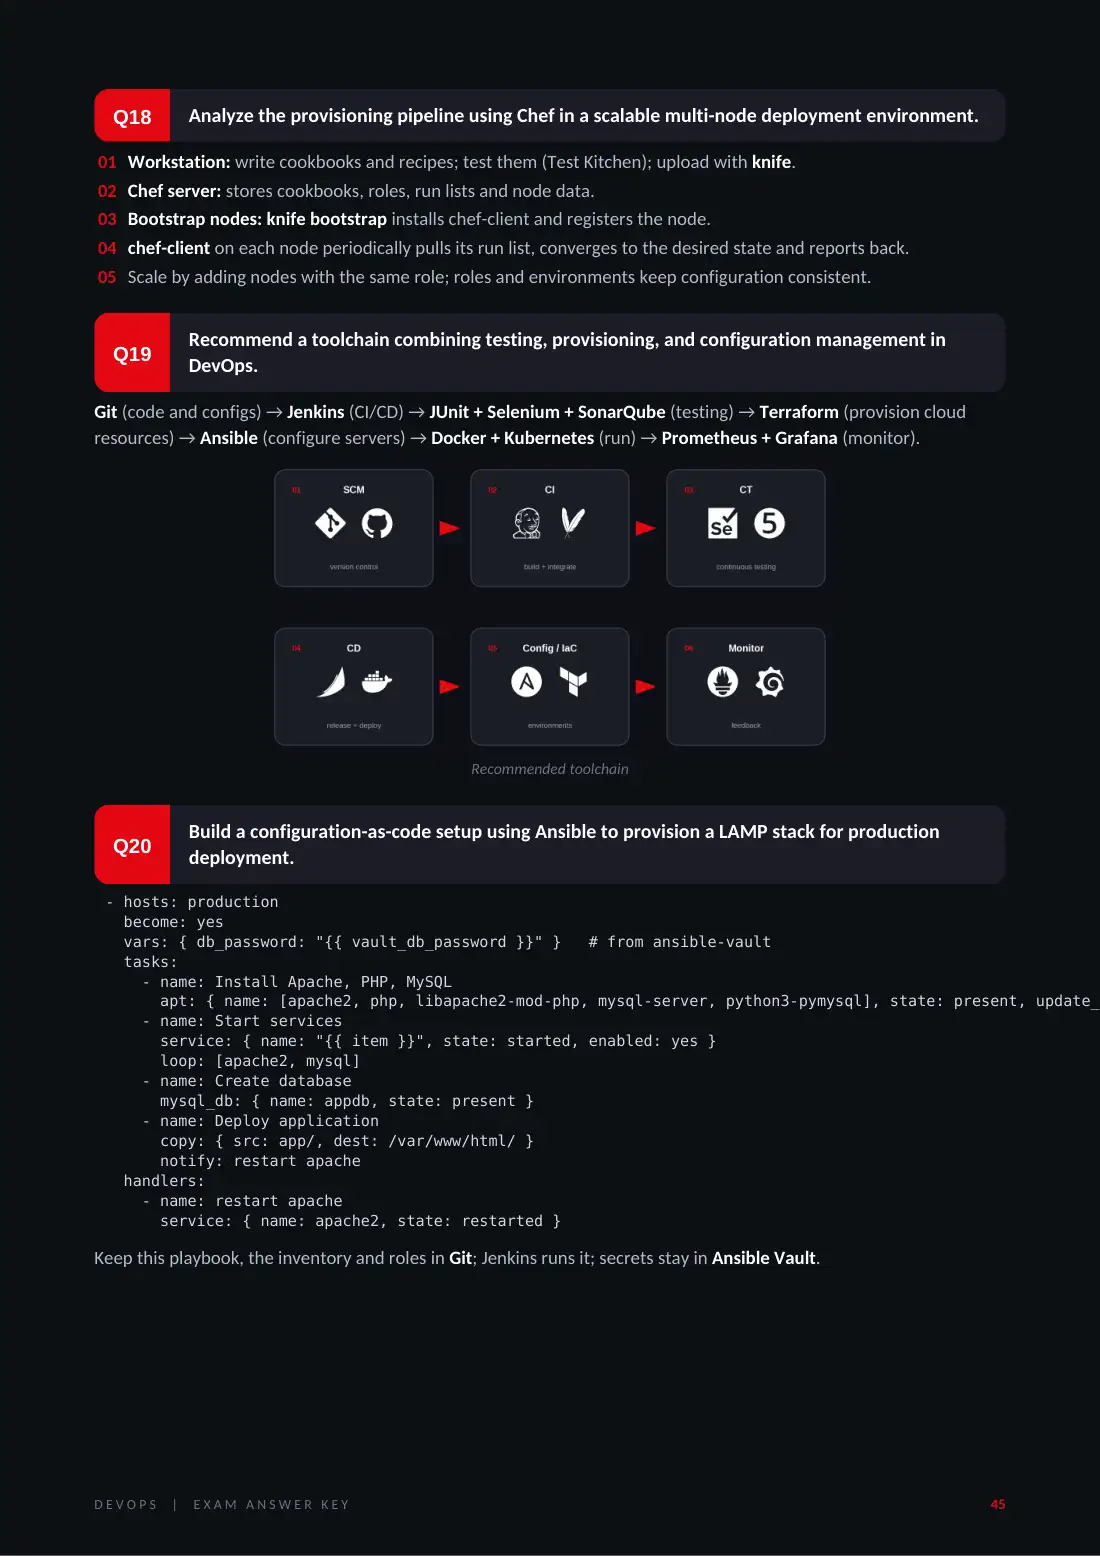 Q18 Analyze the provisioning pipeline using Chef in a scalable multi-node deployment environment.
01 Workstation: write cookbooks and recipes; test them (Test Kitchen); upload with knife.
02 Chef server: stores cookbooks, roles, run lists and node data.
03 Bootstrap nodes: knife bootstrap installs chef-client and registers the node.
04 chef-client on each node periodically pulls its run list, converges to the desired state and reports back.
05 Scale by adding nodes with the same role; roles and environments keep configuration consistent.
Q19 Recommend a toolchain combining testing, provisioning, and configuration management in
DevOps.
Git (code and configs) → Jenkins (CI/CD) → JUnit + Selenium + SonarQube (testing) → Terraform (provision cloud
resources) → Ansible (configure servers) → Docker + Kubernetes (run) → Prometheus + Grafana (monitor).
01 SCM 02 CI 03 CT
Se 5
version control build + integrate continuous testing
04 CD 05 Config / IaC 06 Monitor
release + deploy environments feedback
Recommended toolchain
Q20 Build a configuration-as-code setup using Ansible to provision a LAMP stack for production
deployment.
- hosts: production
  become: yes
  vars: { db_password: "{{ vault_db_password }}" }   # from ansible-vault
  tasks:
    - name: Install Apache, PHP, MySQL
      apt: { name: [apache2, php, libapache2-mod-php, mysql-server, python3-pymysql], state: present, update_
    - name: Start services
      service: { name: "{{ item }}", state: started, enabled: yes }
      loop: [apache2, mysql]
    - name: Create database
      mysql_db: { name: appdb, state: present }
    - name: Deploy application
      copy: { src: app/, dest: /var/www/html/ }
      notify: restart apache
  handlers:
    - name: restart apache
      service: { name: apache2, state: restarted }
Keep this playbook, the inventory and roles in Git; Jenkins runs it; secrets stay in Ansible Vault.
DEVOPS | EXAM ANSWER KEY 45